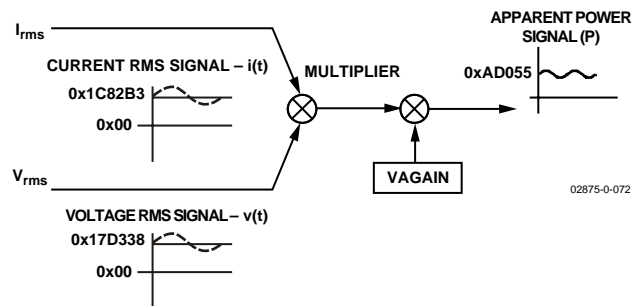 Irms
CURRENT RMS SIGNAL – i(t)
0x1C82B3
0x00
MULTIPLIER
APPARENT POWER
SIGNAL (P)
0xAD055
VAGAIN
Vrms
VOLTAGE RMS SIGNAL – v(t)
0x17D338
0x00
02875-0-072